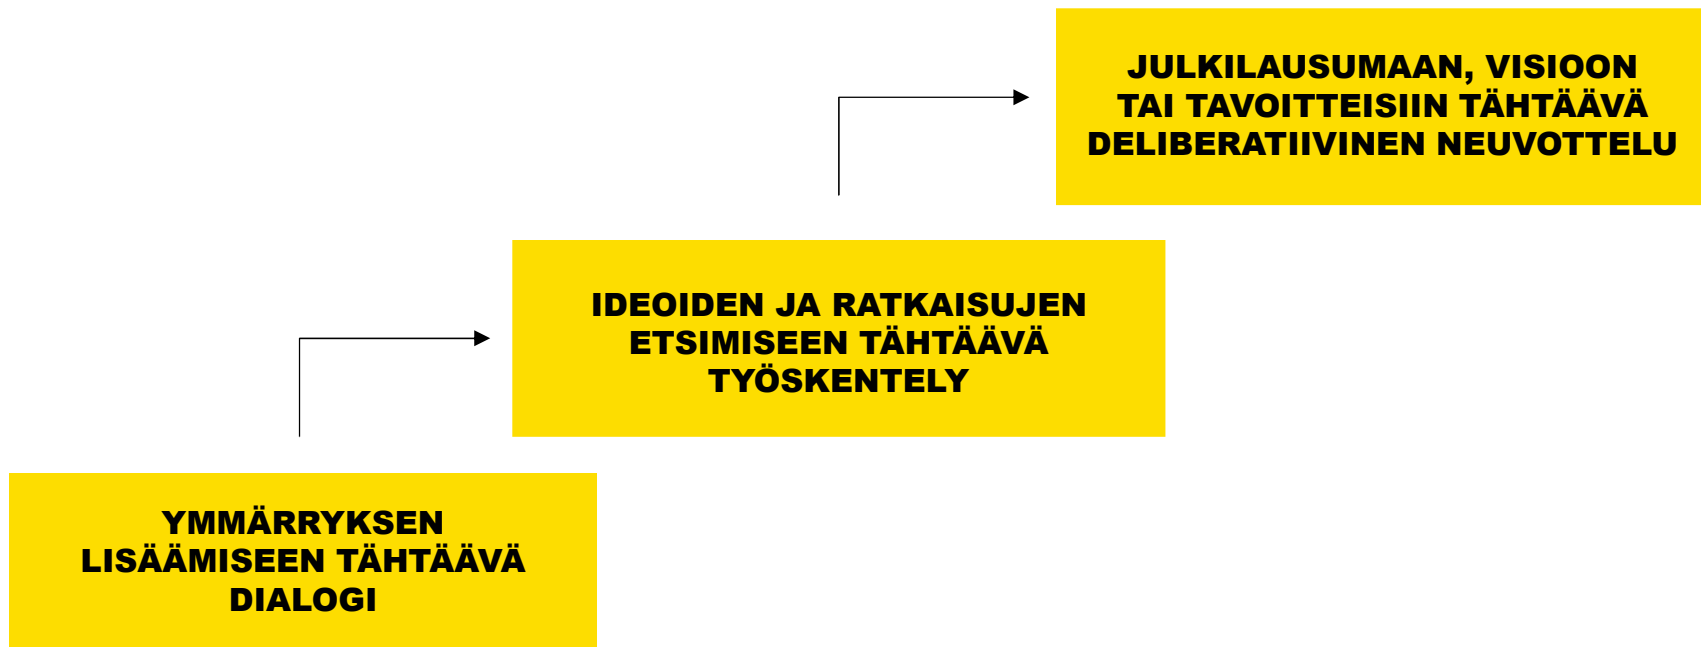 JULKILAUSUMAAN, VISIOON
TAI TAVOITTEISIIN TÄHTÄÄVÄ
DELIBERATIIVINEN NEUVOTTELU
IDEOIDEN JA RATKAISUJEN
ETSIMISEEN TÄHTÄÄVÄ
TYÖSKENTELY
YMMÄRRYKSEN
LISÄÄMISEEN TÄHTÄÄVÄ
DIALOGI